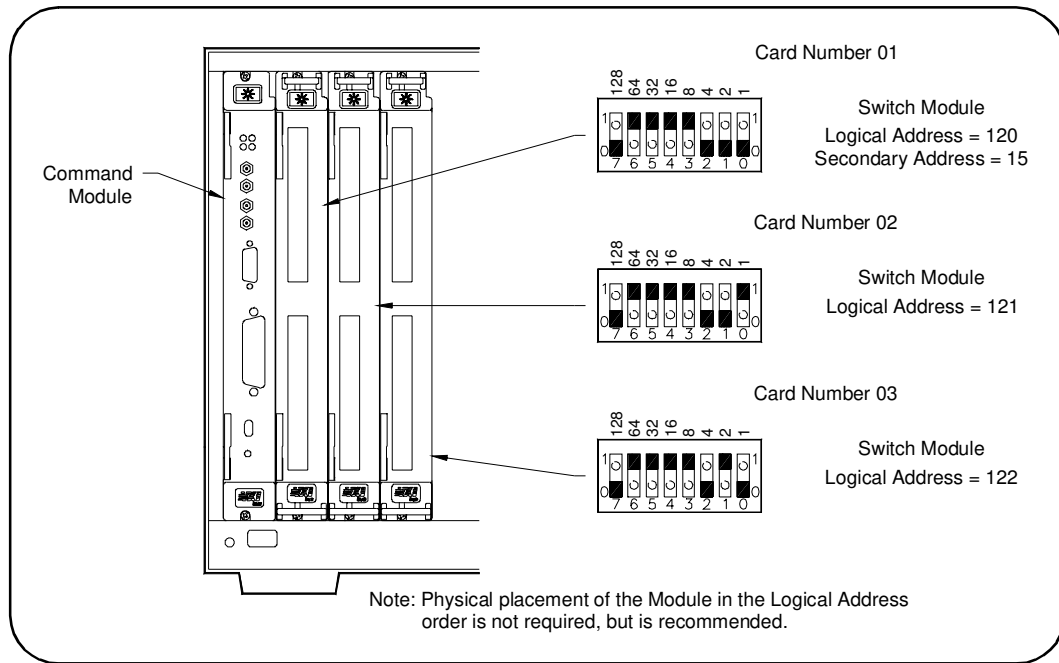 Card Number 01
128 64 32 16 8 4 2 1
1
0
7 6 5 4 3 2 1 0
Switch Module
Logical Address = 120
Secondary Address = 15
Command
Module
Card Number 02
128 64 32 16 8 4 2 1
1 1
0 0
7 6 5 4 3 2 1 0
Switch Module
Logical Address = 121
Card Number 03
128 64 32 16 8 4 2 1
1 1
0 0
7 6 5 4 3 2 1 0
Switch Module
Logical Address = 122
Note: Physical placement of the Module in the Logical Address
order is not required, but is recommended.